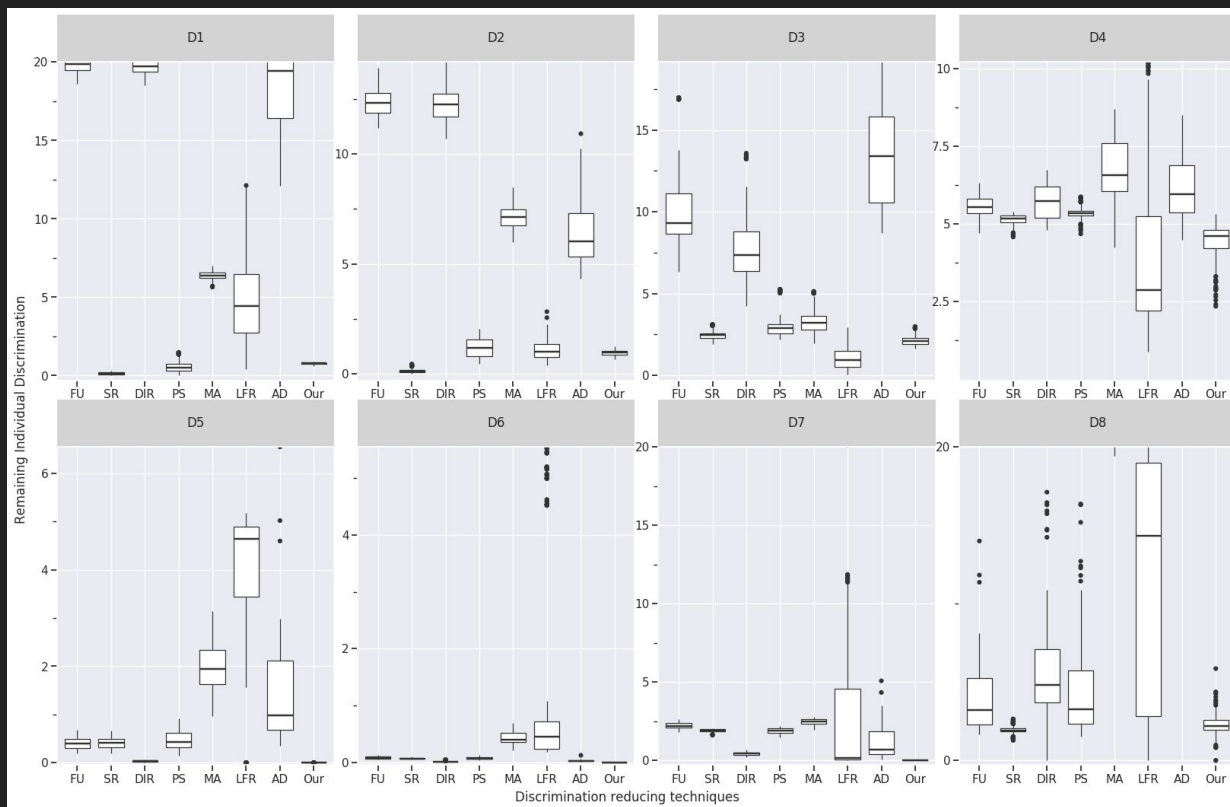 D1 D2 D3 D4
20
15
10
5
0
10
5
0
15
10
5
0
10
7.5
5
2.5
FU SR DIR PS MA LFR AD Our
FU SR DIR PS MA LFR AD Our
FU SR DIR PS MA LFR AD Our
FU SR DIR PS MA LFR AD Our
Remaining Individual Discrimination
D5 D6 D7 D8
6
4
2
0
4
2
0
20
15
10
5
0
20
0
FU SR DIR PS MA LFR AD Our
FU SR DIR PS MA LFR AD Our
FU SR DIR PS MA LFR AD Our
FU SR DIR PS MA LFR AD Our
Discrimination reducing techniques